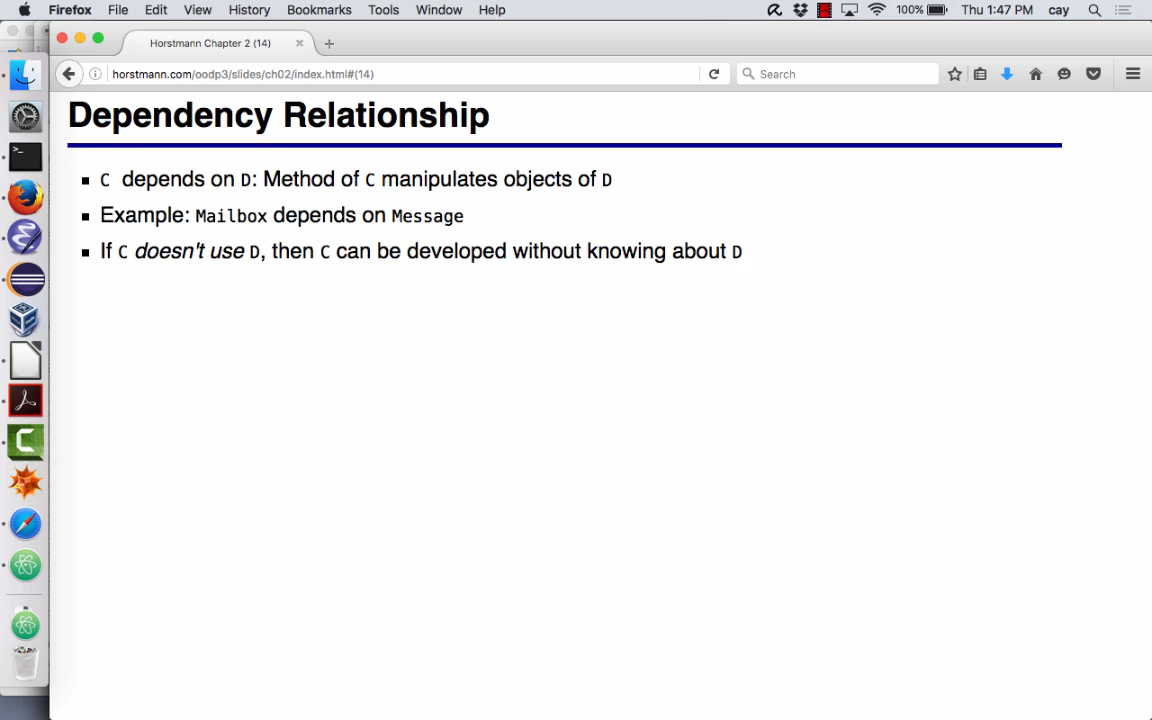 Firefox File Edit View History Bookmarks Tools Window Help 100% Thu 1:47 PM cay
Horstmann Chapter 2 (14)
horstmann.com/oodp3/slides/ch02/index.html#(14) Search
Dependency Relationship
C depends on D: Method of C manipulates objects of D
Example: Mailbox depends on Message
If C doesn't use D, then C can be developed without knowing about D